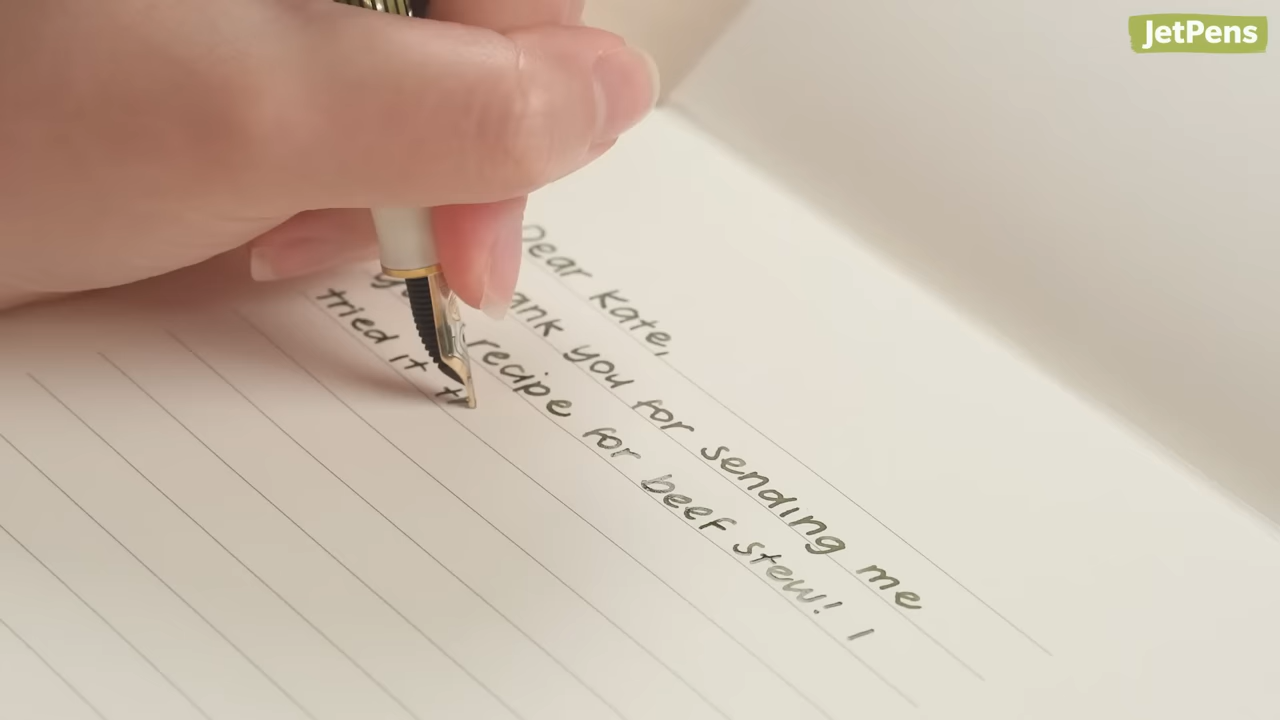 JetPens
Dear Kate,
ank you for sending me
recipe for beef stew! I
tried it t